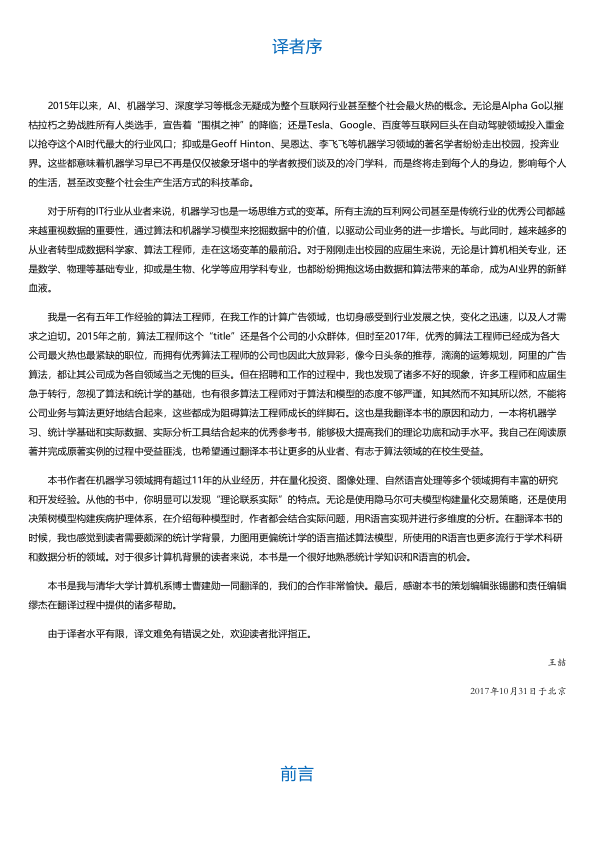 译者序
2015年以来，AI、机器学习、深度学习等概念无疑成为整个互联网行业甚至整个社会最火热的概念。无论是Alpha Go以摧
枯拉朽之势战胜所有人类选手，宣告着“围棋之神”的降临；还是Tesla、Google、百度等互联网巨头在自动驾驶领域投入重金
以抢夺这个AI时代最大的行业风口；抑或是Geoff Hinton、吴恩达、李飞飞等机器学习领域的著名学者纷纷走出校园，投奔业
界。这些都意味着机器学习早已不再是仅仅被象牙塔中的学者教授们谈及的冷门学科，而是终将走到每个人的身边，影响每个人
的生活，甚至改变整个社会生产生活方式的科技革命。
对于所有的IT行业从业者来说，机器学习也是一场思维方式的变革。所有主流的互利网公司甚至是传统行业的优秀公司都越
来越重视数据的重要性，通过算法和机器学习模型来挖掘数据中的价值，以驱动公司业务的进一步增长。与此同时，越来越多的
从业者转型成数据科学家、算法工程师，走在这场变革的最前沿。对于刚刚走出校园的应届生来说，无论是计算机相关专业，还
是数学、物理等基础专业，抑或是生物、化学等应用学科专业，也都纷纷拥抱这场由数据和算法带来的革命，成为AI业界的新鲜
血液。
我是一名有五年工作经验的算法工程师，在我工作的计算广告领域，也切身感受到行业发展之快，变化之迅速，以及人才需
求之迫切。2015年之前，算法工程师这个“title”还是各个公司的小众群体，但时至2017年，优秀的算法工程师已经成为各大
公司最火热也最紧缺的职位，而拥有优秀算法工程师的公司也因此大放异彩，像今日头条的推荐，滴滴的运筹规划，阿里的广告
算法，都让其公司成为各自领域当之无愧的巨头。但在招聘和工作的过程中，我也发现了诸多不好的现象，许多工程师和应届生
急于转行，忽视了算法和统计学的基础，也有很多算法工程师对于算法和模型的态度不够严谨，知其然而不知其所以然，不能将
公司业务与算法更好地结合起来，这些都成为阻碍算法工程师成长的绊脚石。这也是我翻译本书的原因和动力，一本将机器学
习、统计学基础和实际数据、实际分析工具结合起来的优秀参考书，能够极大提高我们的理论功底和动手水平。我自己在阅读原
著并完成原著实例的过程中受益匪浅，也希望通过翻译本书让更多的从业者、有志于算法领域的在校生受益。
本书作者在机器学习领域拥有超过11年的从业经历，并在量化投资、图像处理、自然语言处理等多个领域拥有丰富的研究
和开发经验。从他的书中，你明显可以发现“理论联系实际”的特点。无论是使用隐马尔可夫模型构建量化交易策略，还是使用
决策树模型构建疾病护理体系，在介绍每种模型时，作者都会结合实际问题，用R语言实现并进行多维度的分析。在翻译本书的
时候，我也感觉到读者需要颇深的统计学背景，力图用更偏统计学的语言描述算法模型，所使用的R语言也更多流行于学术科研
和数据分析的领域。对于很多计算机背景的读者来说，本书是一个很好地熟悉统计学知识和R语言的机会。
本书是我与清华大学计算机系博士曹建勋一同翻译的，我们的合作非常愉快。最后，感谢本书的策划编辑张锡鹏和责任编辑
缪杰在翻译过程中提供的诸多帮助。
由于译者水平有限，译文难免有错误之处，欢迎读者批评指正。
王喆
2017年10月31日于北京
前言